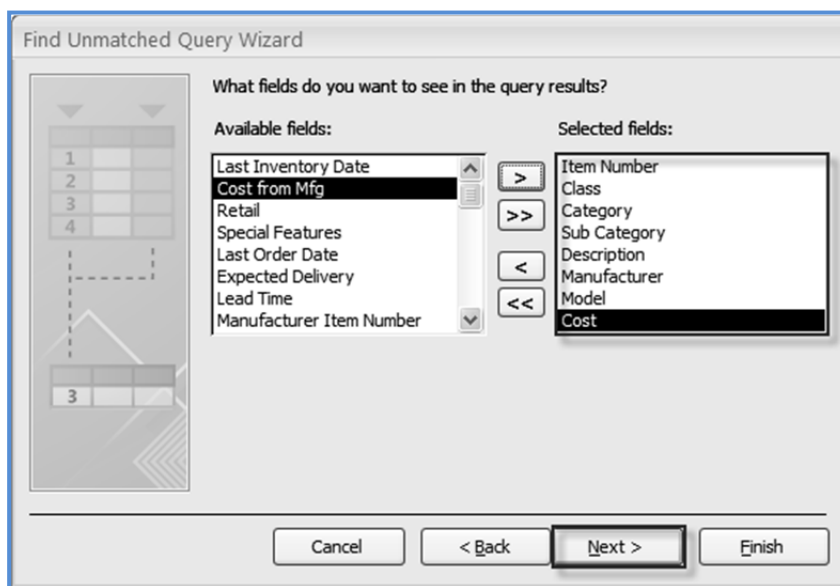 Find Unmatched Query Wizard
What fields do you want to see in the query results?
Available fields:
Last Inventory Date
Cost from Mfg
Retail
Special Features
Last Order Date
Expected Delivery
Lead Time
Manufacturer Item Number
>
>>
<
<<
Selected fields:
Item Number
Class
Category
Sub Category
Description
Manufacturer
Model
Cost
1
2
3
4
3
Cancel
< Back
Next >
Finish